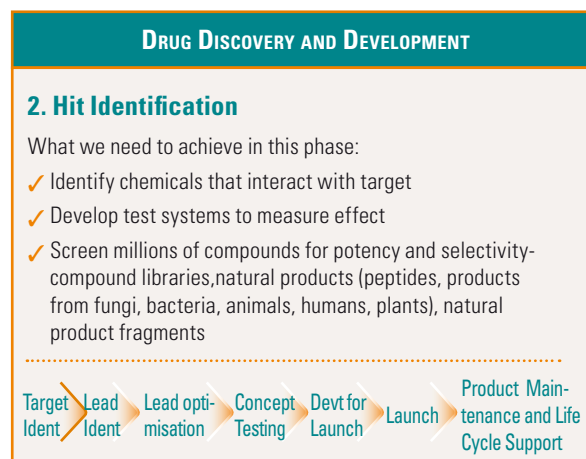 DRUG DISCOVERY AND DEVELOPMENT
2. Hit Identification
What we need to achieve in this phase:
✓ Identify chemicals that interact with target
✓ Develop test systems to measure effect
✓ Screen millions of compounds for potency and selectivity-
compound libraries,natural products (peptides, products
from fungi, bacteria, animals, humans, plants), natural
product fragments
Target
Ident
Lead
Ident
Lead opti-
misation
Concept
Testing
Devt for
Launch
Launch
Product Main-
tenance and Life
Cycle Support